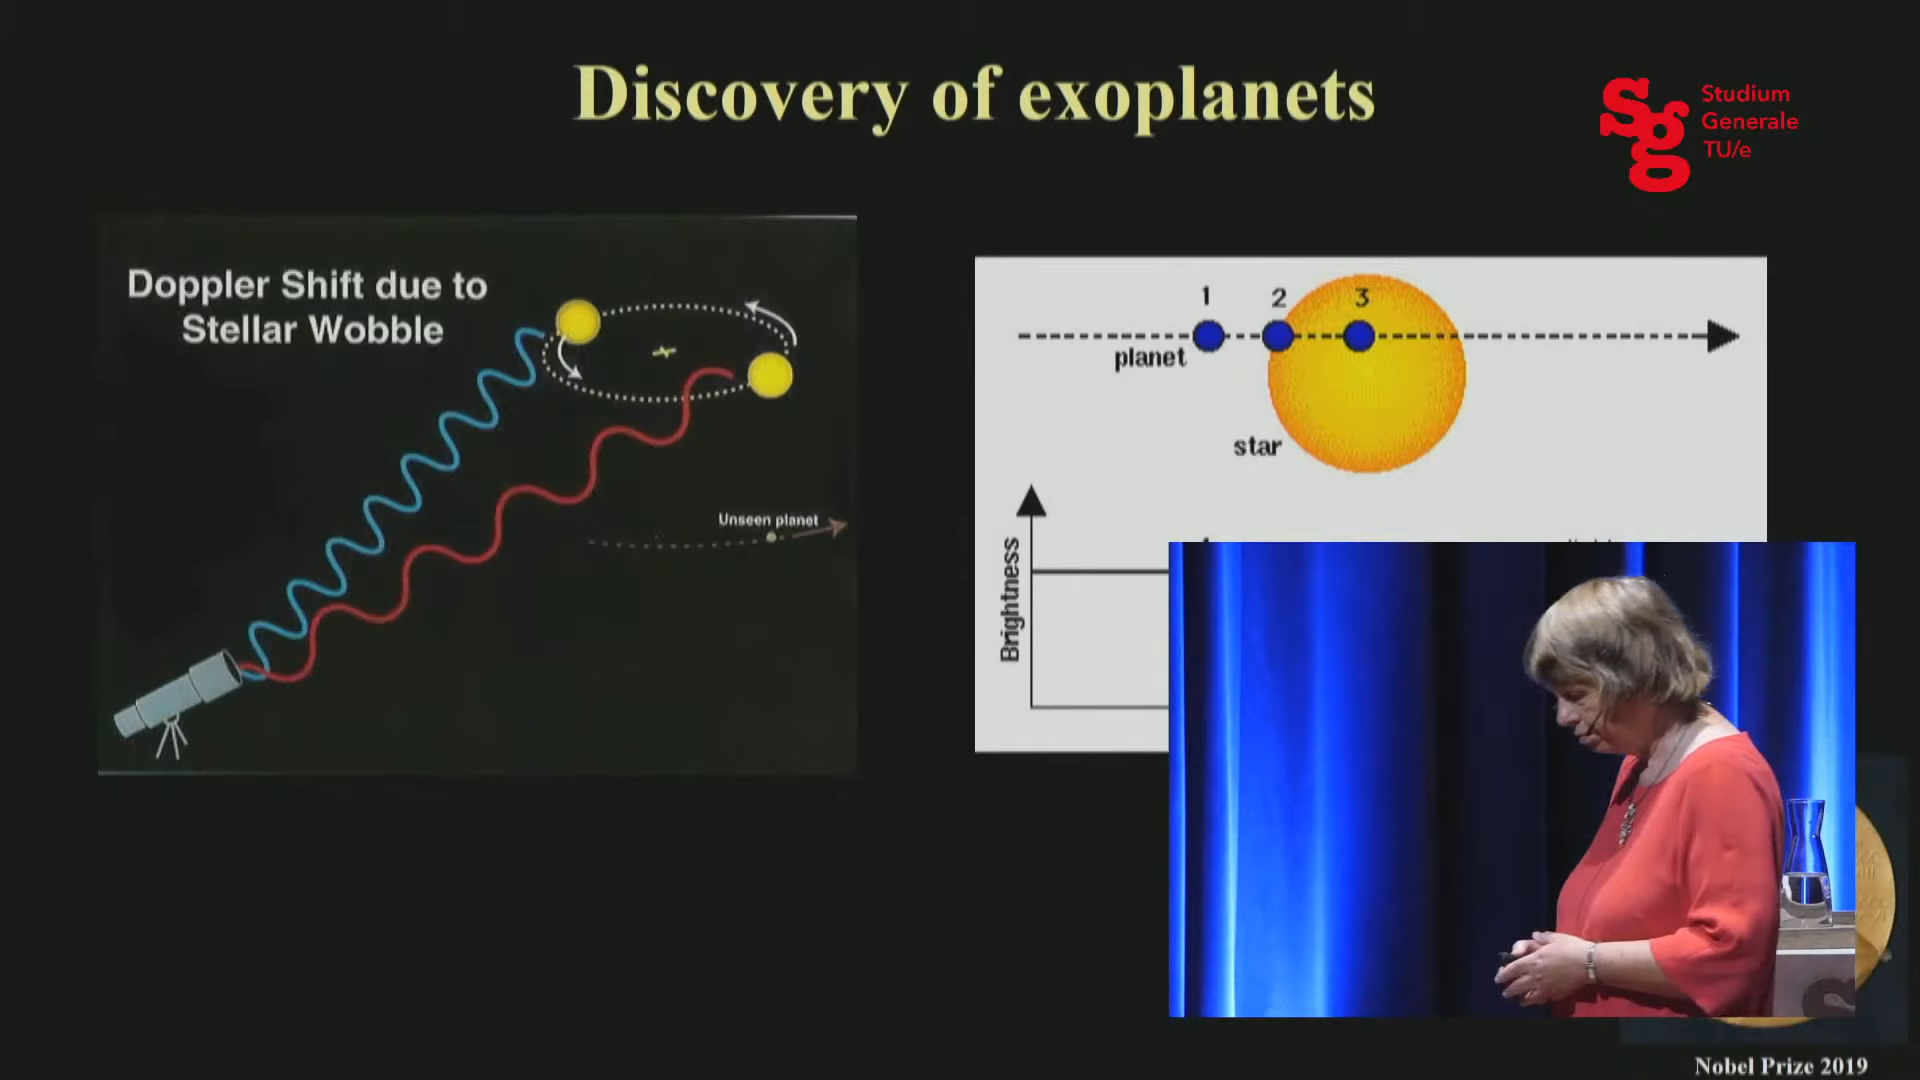 Discovery of exoplanets
Studium
Generale
TU/e
Doppler Shift due to
Stellar Wobble
Unseen planet
1 2 3
planet
star
Brightness
Nobel Prize 2019